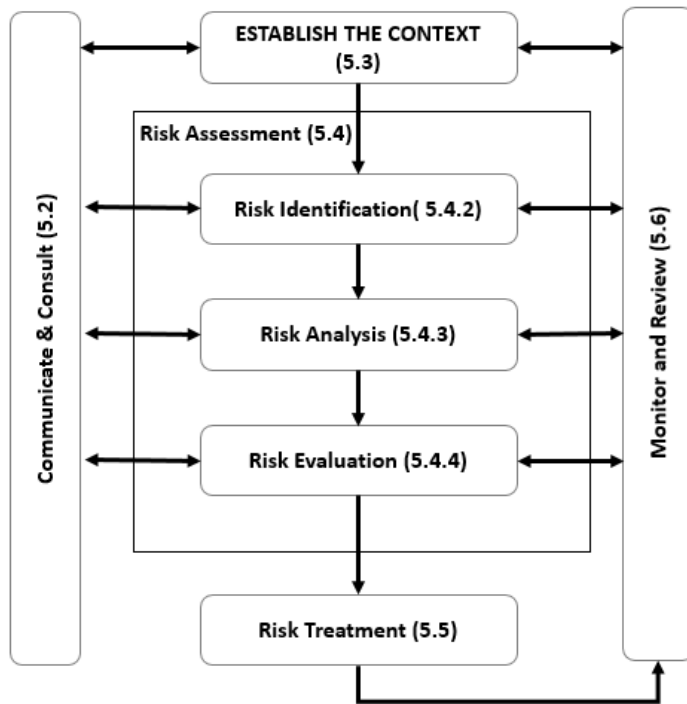 ESTABLISH THE CONTEXT
(5.3)
Risk Assessment (5.4)
Risk Identification( 5.4.2)
Risk Analysis (5.4.3)
Risk Evaluation (5.4.4)
Risk Treatment (5.5)
Communicate & Consult (5.2)
Monitor and Review (5.6)